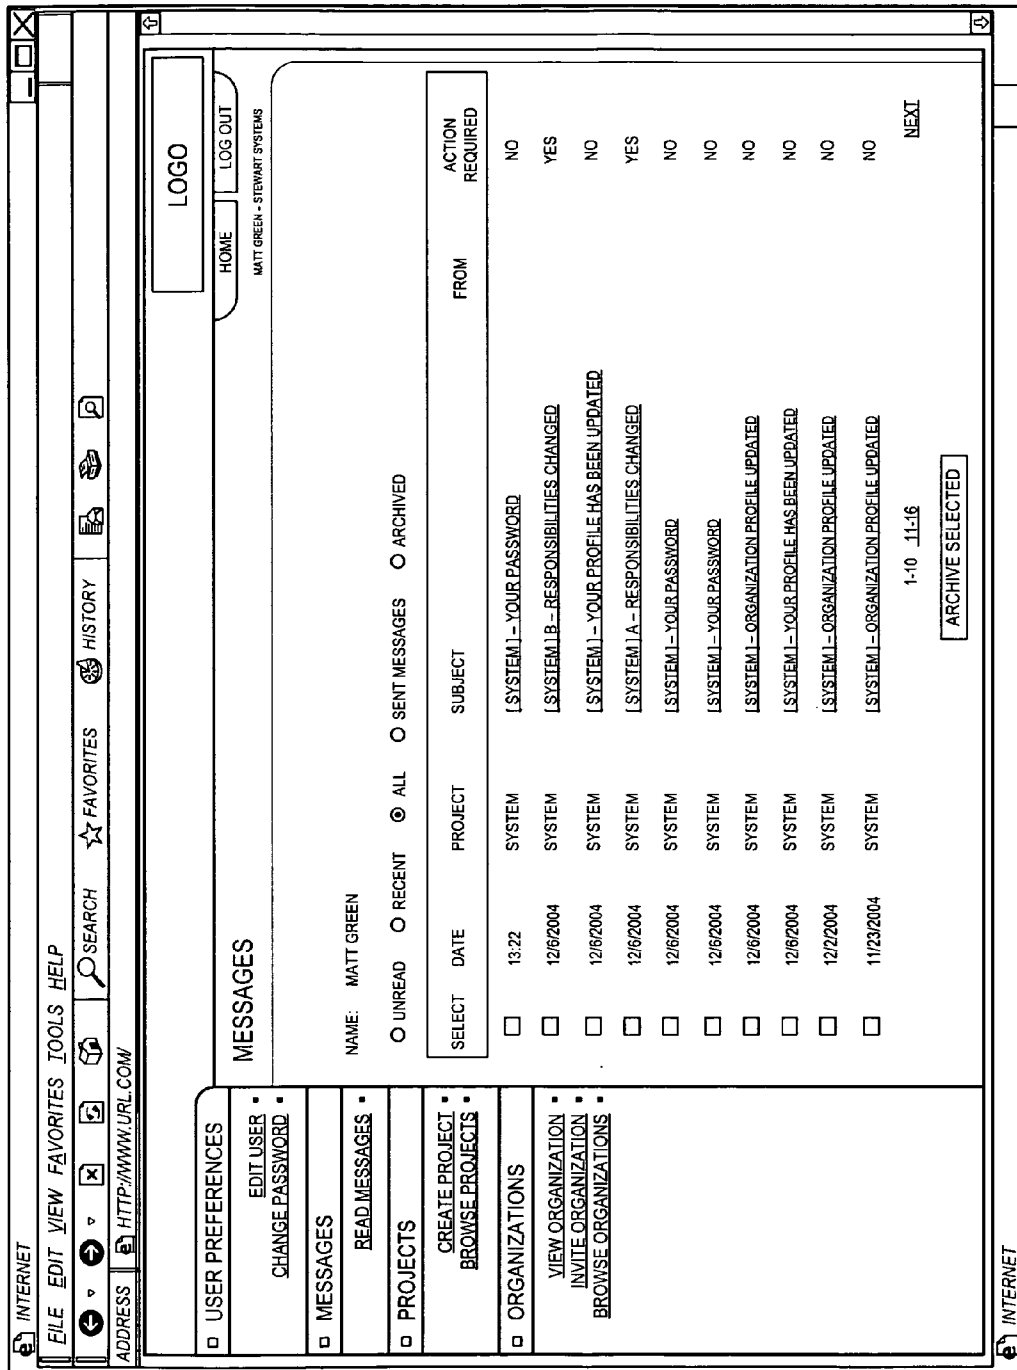 INTERNET
FILE EDIT VIEW FAVORITES TOOLS HELP
SEARCH FAVORITES HISTORY
ADDRESS HTTP://WWW.URL.COM/
LOGO
HOME LOG OUT
MATT GREEN - STEWART SYSTEMS
USER PREFERENCES
EDIT USER
CHANGE PASSWORD
MESSAGES
READ MESSAGES
PROJECTS
CREATE PROJECT
BROWSE PROJECTS
ORGANIZATIONS
VIEW ORGANIZATION
INVITE ORGANIZATION
BROWSE ORGANIZATIONS
MESSAGES
NAME: MATT GREEN
UNREAD RECENT ALL SENT MESSAGES ARCHIVED
SELECT DATE PROJECT SUBJECT FROM ACTION REQUIRED
13:22 SYSTEM [ SYSTEM ] – YOUR PASSWORD NO
12/6/2004 SYSTEM [ SYSTEM ] B – RESPONSIBILITIES CHANGED YES
12/6/2004 SYSTEM [ SYSTEM ] – YOUR PROFILE HAS BEEN UPDATED NO
12/6/2004 SYSTEM [ SYSTEM ] A – RESPONSIBILITIES CHANGED YES
12/6/2004 SYSTEM [ SYSTEM ] – YOUR PASSWORD NO
12/6/2004 SYSTEM [ SYSTEM ] – YOUR PASSWORD NO
12/6/2004 SYSTEM [ SYSTEM ] – ORGANIZATION PROFILE UPDATED NO
12/6/2004 SYSTEM [ SYSTEM ] – YOUR PROFILE HAS BEEN UPDATED NO
12/2/2004 SYSTEM [ SYSTEM ] – ORGANIZATION PROFILE UPDATED NO
11/23/2004 SYSTEM [ SYSTEM ] – ORGANIZATION PROFILE UPDATED NO
1-10 11-16 NEXT
ARCHIVE SELECTED
INTERNET